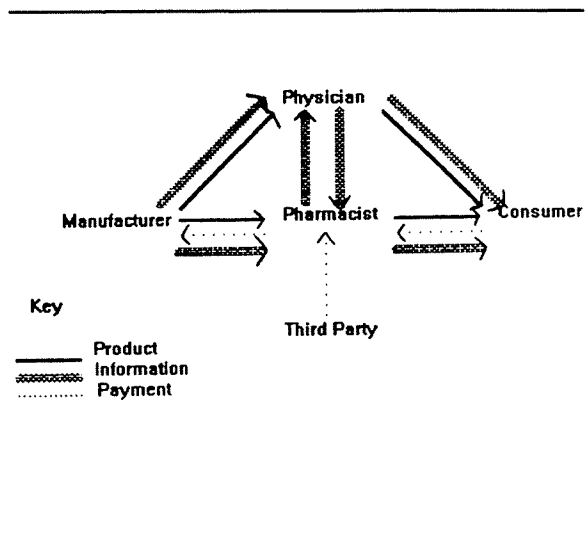 Physician
Manufacturer
Pharmacist
Consumer
Third Party
Key
Product
Information
Payment